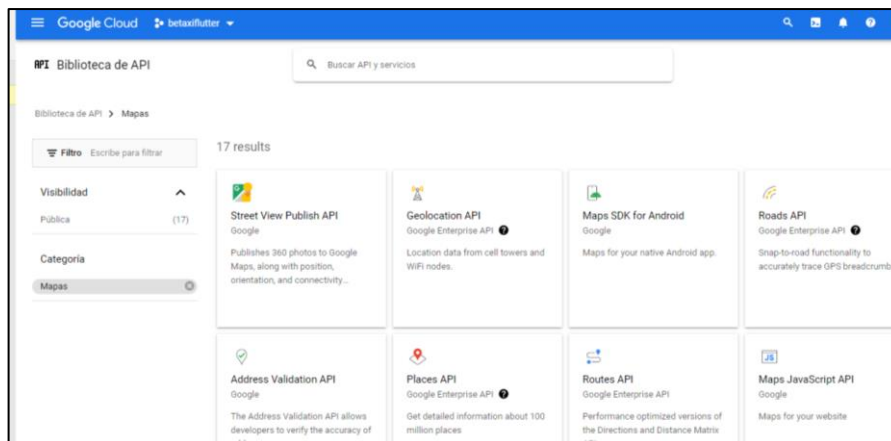 Google Cloud betaxiflutter
API Biblioteca de API
Buscar API y servicios
Biblioteca de API > Mapas
Filtro Escribe para filtrar
Visibilidad
Pública (17)
Categoría
Mapas
17 results
Street View Publish API
Google
Publishes 360 photos to Google
Maps, along with position,
orientation, and connectivity...
Geolocation API
Google Enterprise API
Location data from cell towers and
WiFi nodes.
Maps SDK for Android
Google
Maps for your native Android app.
Roads API
Google Enterprise API
Snap-to-road functionality to
accurately trace GPS breadcrumb
Address Validation API
Google
The Address Validation API allows
developers to verify the accuracy of
Places API
Google Enterprise API
Get detailed information about 100
million places
Routes API
Google Enterprise API
Performance optimized versions of
the Directions and Distance Matrix
JS
Maps JavaScript API
Google
Maps for your website